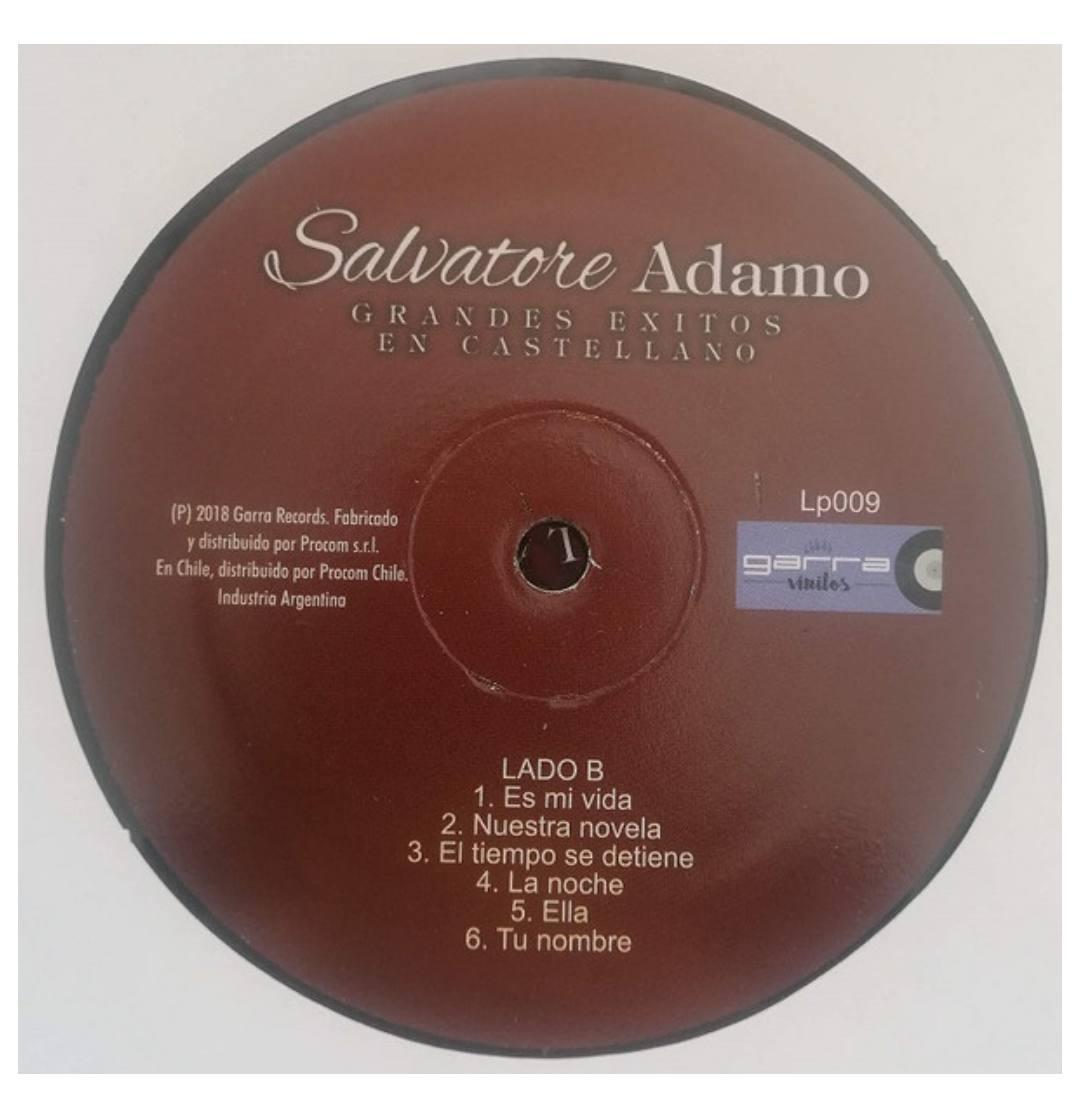 Salvatore Adamo
GRANDES EXITOS
EN CASTELLANO
(P) 2018 Garra Records. Fabricado
y distribuido por Procom s.r.l.
En Chile, distribuido por Procom Chile.
Industria Argentina
Lp009
garra
vinilos
LADO B
1. Es mi vida
2. Nuestra novela
3. El tiempo se detiene
4. La noche
5. Ella
6. Tu nombre